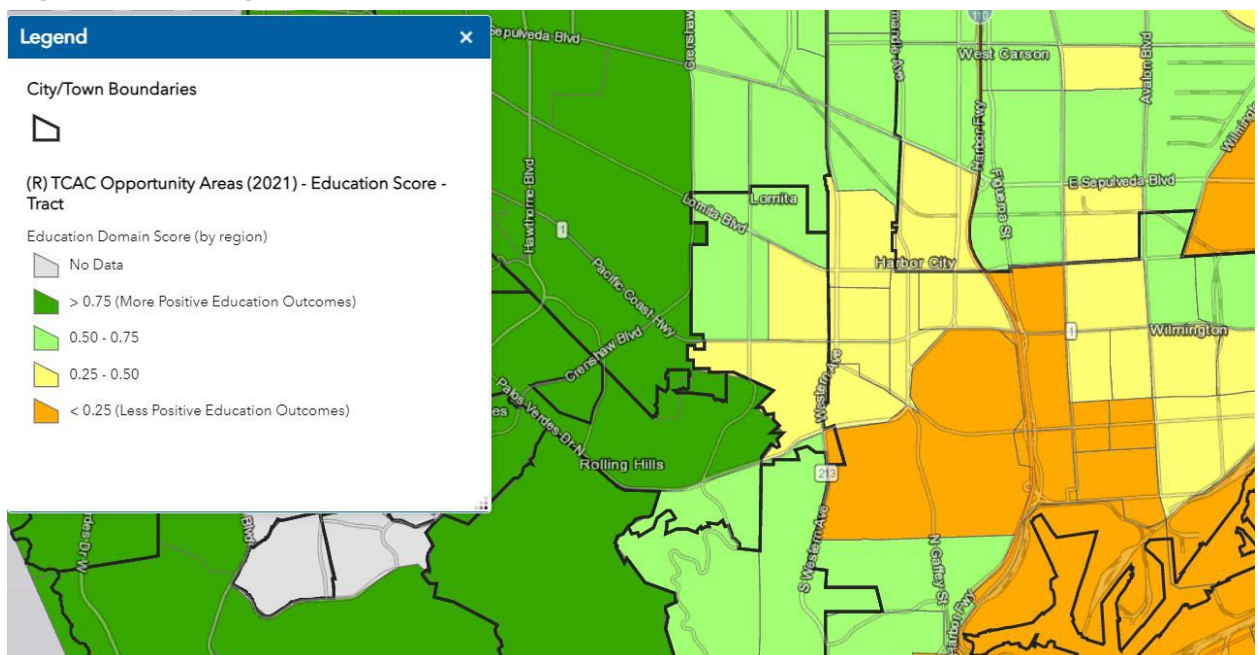 Legend
×
City/Town Boundaries
(R) TCAC Opportunity Areas (2021) - Education Score -
Tract
Education Domain Score (by region)
No Data
> 0.75 (More Positive Education Outcomes)
0.50 - 0.75
0.25 - 0.50
< 0.25 (Less Positive Education Outcomes)
Sepulveda Blvd
Crenshaw
110
West Carson
Avalon Blvd
Harbor Fwy
Figueroa St
E Sepulveda Blvd
Hawthorne Blvd
1
Lomita Blvd
Lomita
Harbor City
Pacific Coast Hwy
Crenshaw Blvd
Western Ave
1
Wilmington
Palos Verdes Dr N
Rolling Hills
213
S Western Ave
N Gaffey St
Harbor Fwy